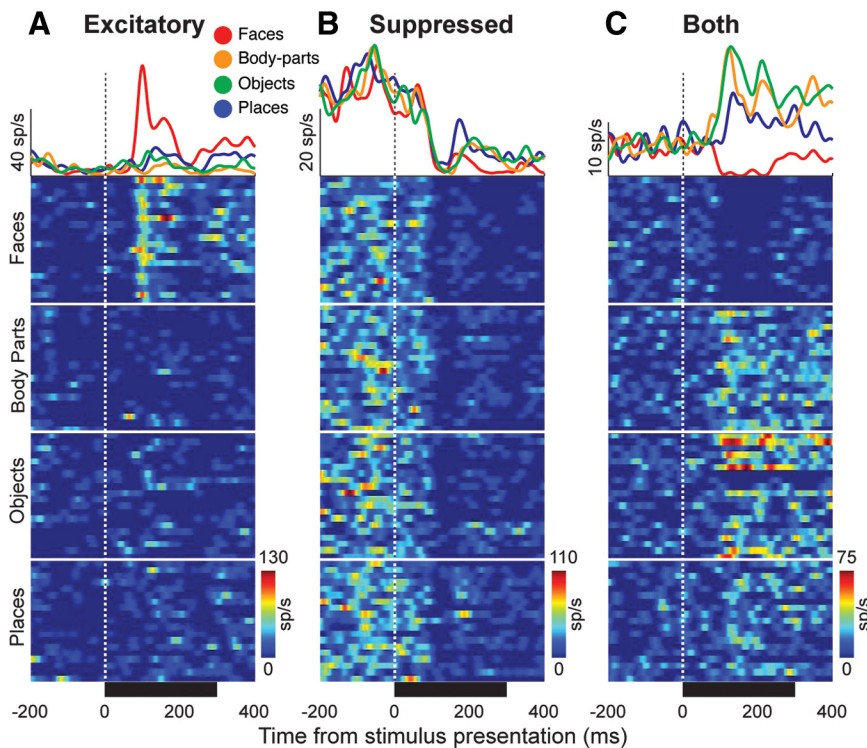 A Excitatory
Faces
Body-parts
Objects
Places
B Suppressed
C Both
40 sp/s
20 sp/s
10 sp/s
Faces
Body Parts
Objects
Places
130
sp/s
0
110
sp/s
0
75
sp/s
0
-200 0 200 400
-200 0 200 400
-200 0 200 400
Time from stimulus presentation (ms)